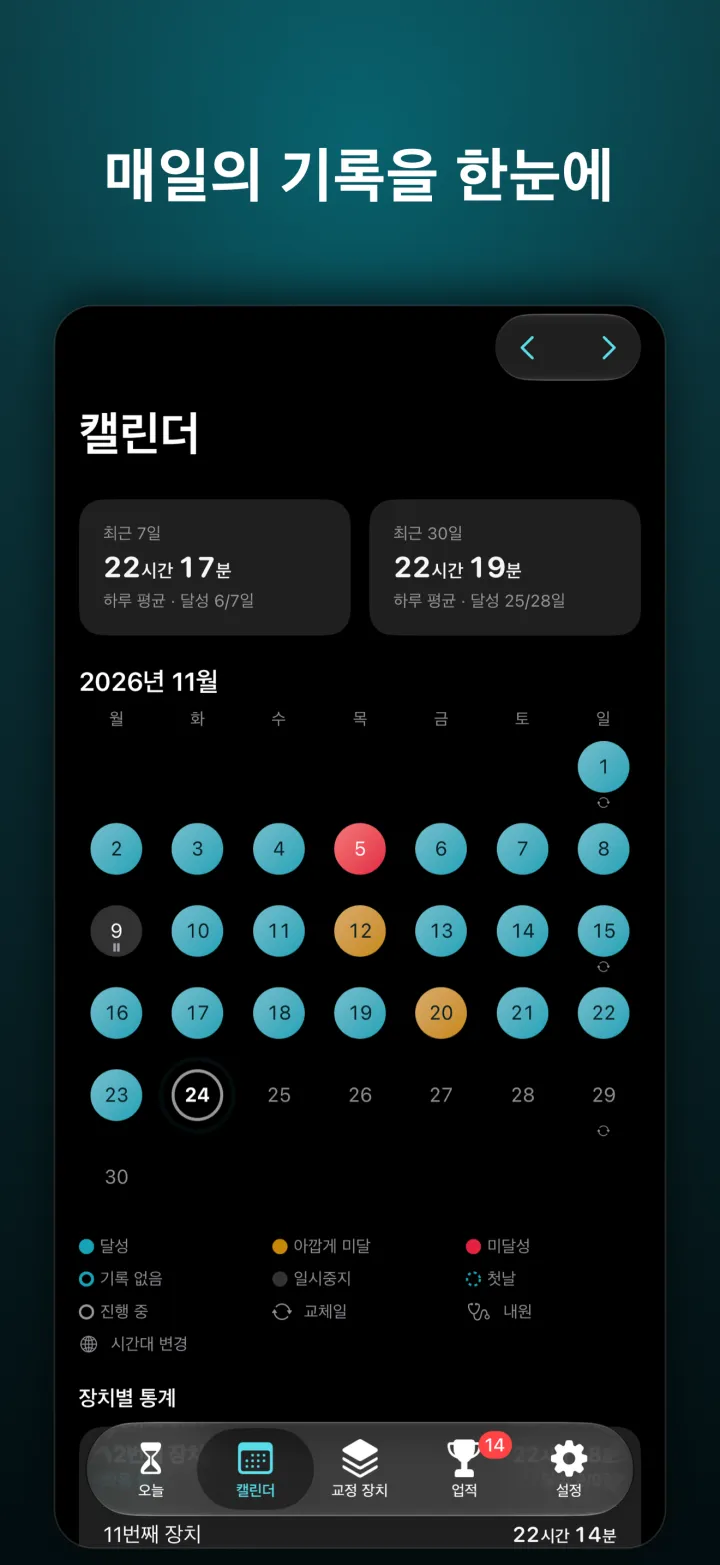 매일의 기록을 한눈에
캘린더
최근 7일
22시간 17분
하루 평균 · 달성 6/7일
최근 30일
22시간 19분
하루 평균 · 달성 25/28일
2026년 11월
월 화 수 목 금 토 일
1
2 3 4 5 6 7 8
9 10 11 12 13 14 15
16 17 18 19 20 21 22
23 24 25 26 27 28 29
30
달성 아깝게 미달 미달성
기록 없음 일시중지 첫날
진행 중 교체일 내원
시간대 변경
장치별 통계
14
오늘 캘린더 교정 장치 업적 설정
11번째 장치 22시간 14분